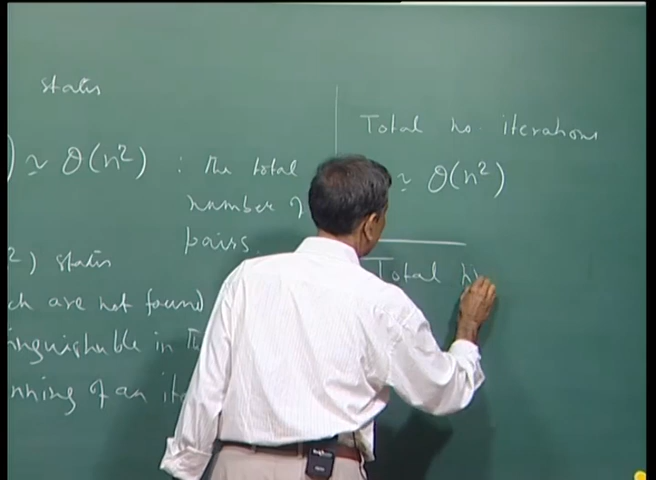 states
) ≃ O(n²) : The total
number of
pairs.
²) states
ch are not found)
inguishable in
nning of an
Total no. iterations
≃ O(n²)
Total